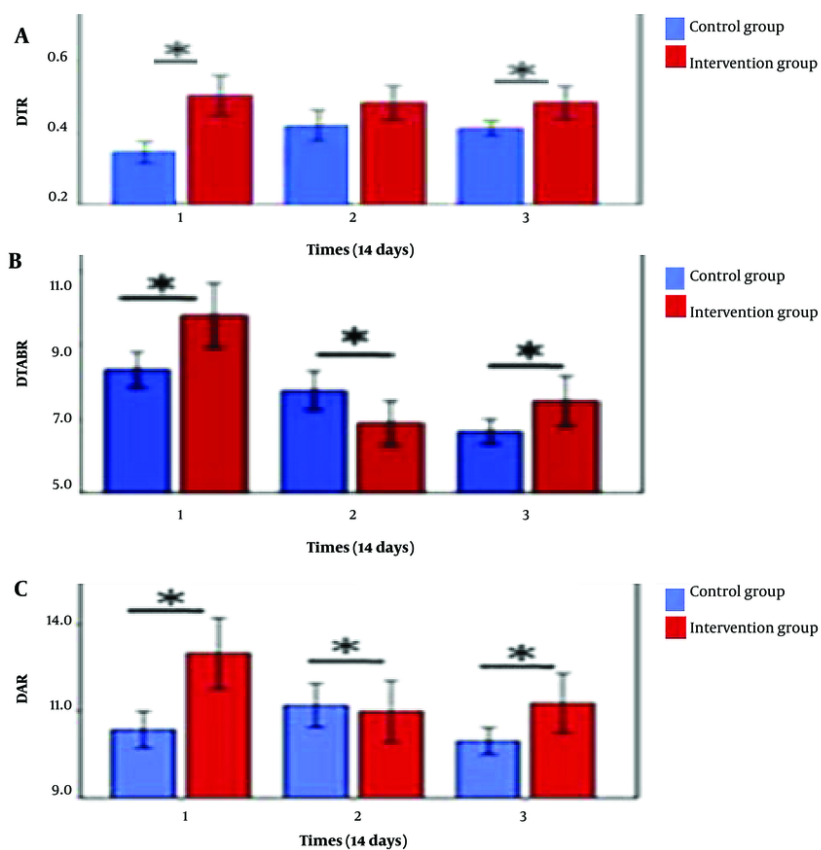 A
Control group
Intervention group
*
*
0.6
0.4
0.2
DTR
1 2 3
Times (14 days)
B
Control group
Intervention group
*
*
*
11.0
9.0
7.0
5.0
DTABR
1 2 3
Times (14 days)
C
Control group
Intervention group
*
*
*
14.0
11.0
9.0
DAR
1 2 3
Times (14 days)